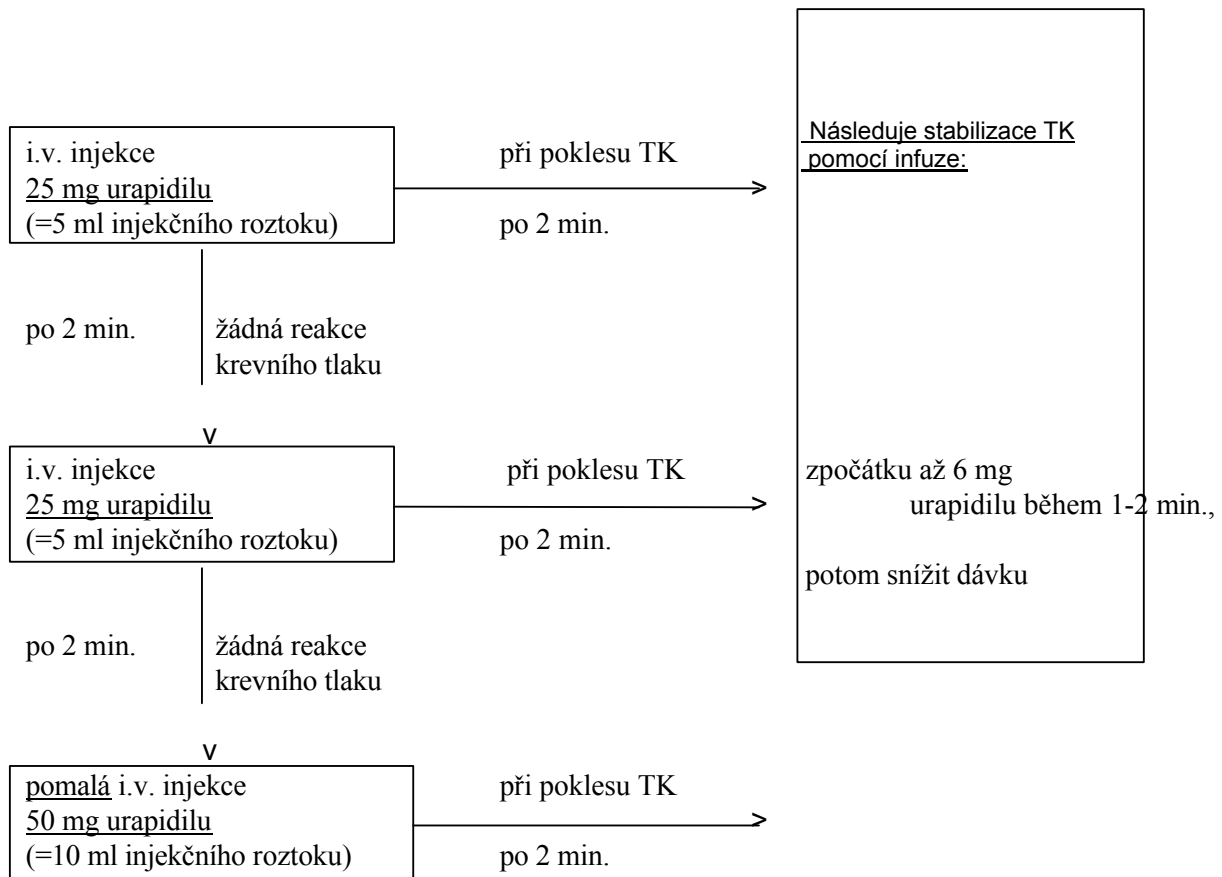 i.v. injekce
25 mg urapidilu
(=5 ml injekčního roztoku)
při poklesu TK
>
po 2 min.
Následuje stabilizace TK
pomocí infuze:
po 2 min.
žádná reakce
krevního tlaku
v
i.v. injekce
25 mg urapidilu
(=5 ml injekčního roztoku)
při poklesu TK
>
po 2 min.
zpočátku až 6 mg
urapidilu během 1-2 min.,
potom snížit dávku
po 2 min.
žádná reakce
krevního tlaku
v
pomalá i.v. injekce
50 mg urapidilu
(=10 ml injekčního roztoku)
při poklesu TK
>
po 2 min.